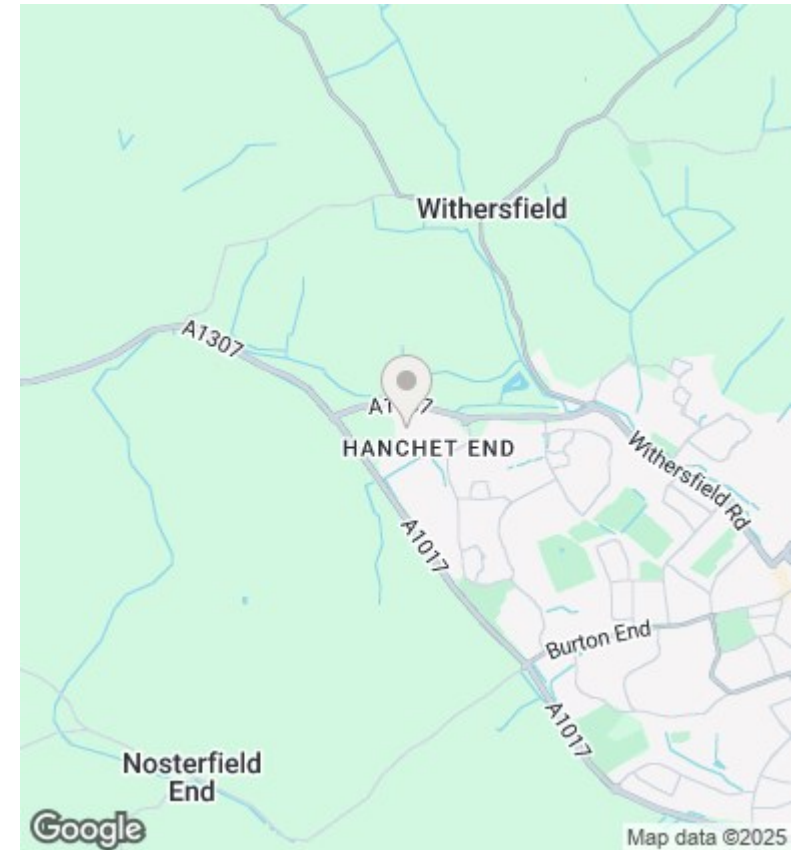 Withersfield
A1307
HANCHET END
Withersfield Rd
A1017
Burton End
A1017
Nosterfield
End
Google
Map data ©2025